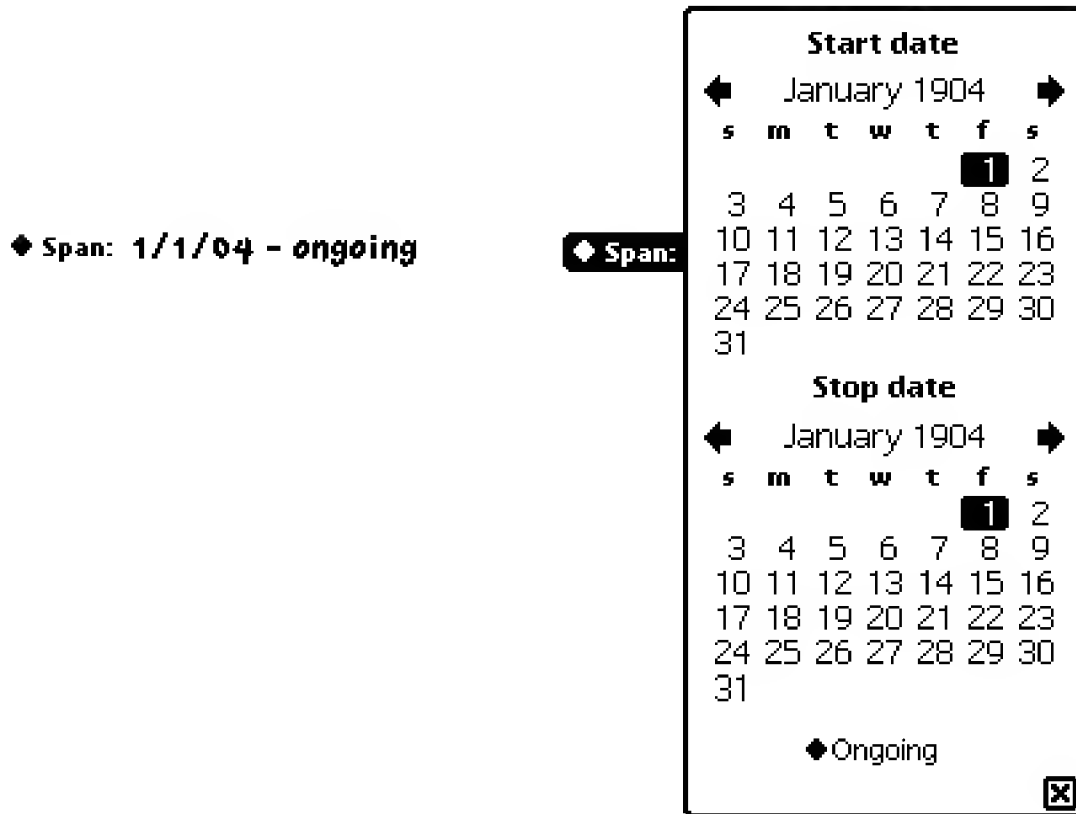 ◆ Span: 1/1/04 – ongoing
◆ Span:
Start date
January 1904
s m t w t f s
1 2
3 4 5 6 7 8 9
10 11 12 13 14 15 16
17 18 19 20 21 22 23
24 25 26 27 28 29 30
31
Stop date
January 1904
s m t w t f s
1 2
3 4 5 6 7 8 9
10 11 12 13 14 15 16
17 18 19 20 21 22 23
24 25 26 27 28 29 30
31
◆Ongoing